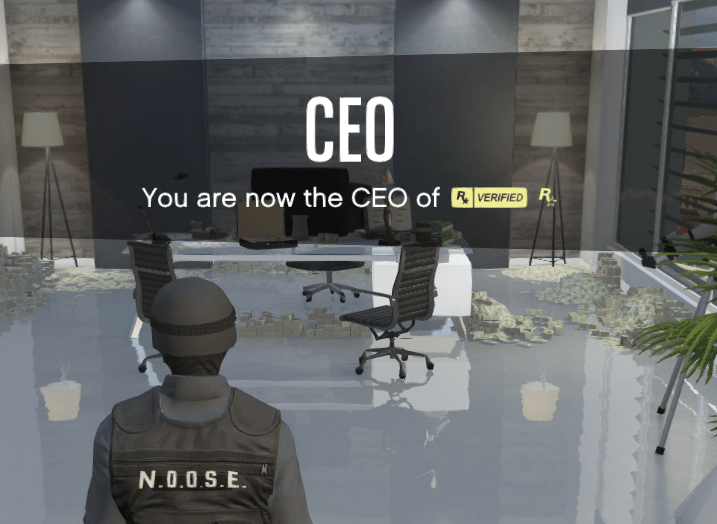 CEO
You are now the CEO of R★ VERIFIED R★
N.O.O.S.E.